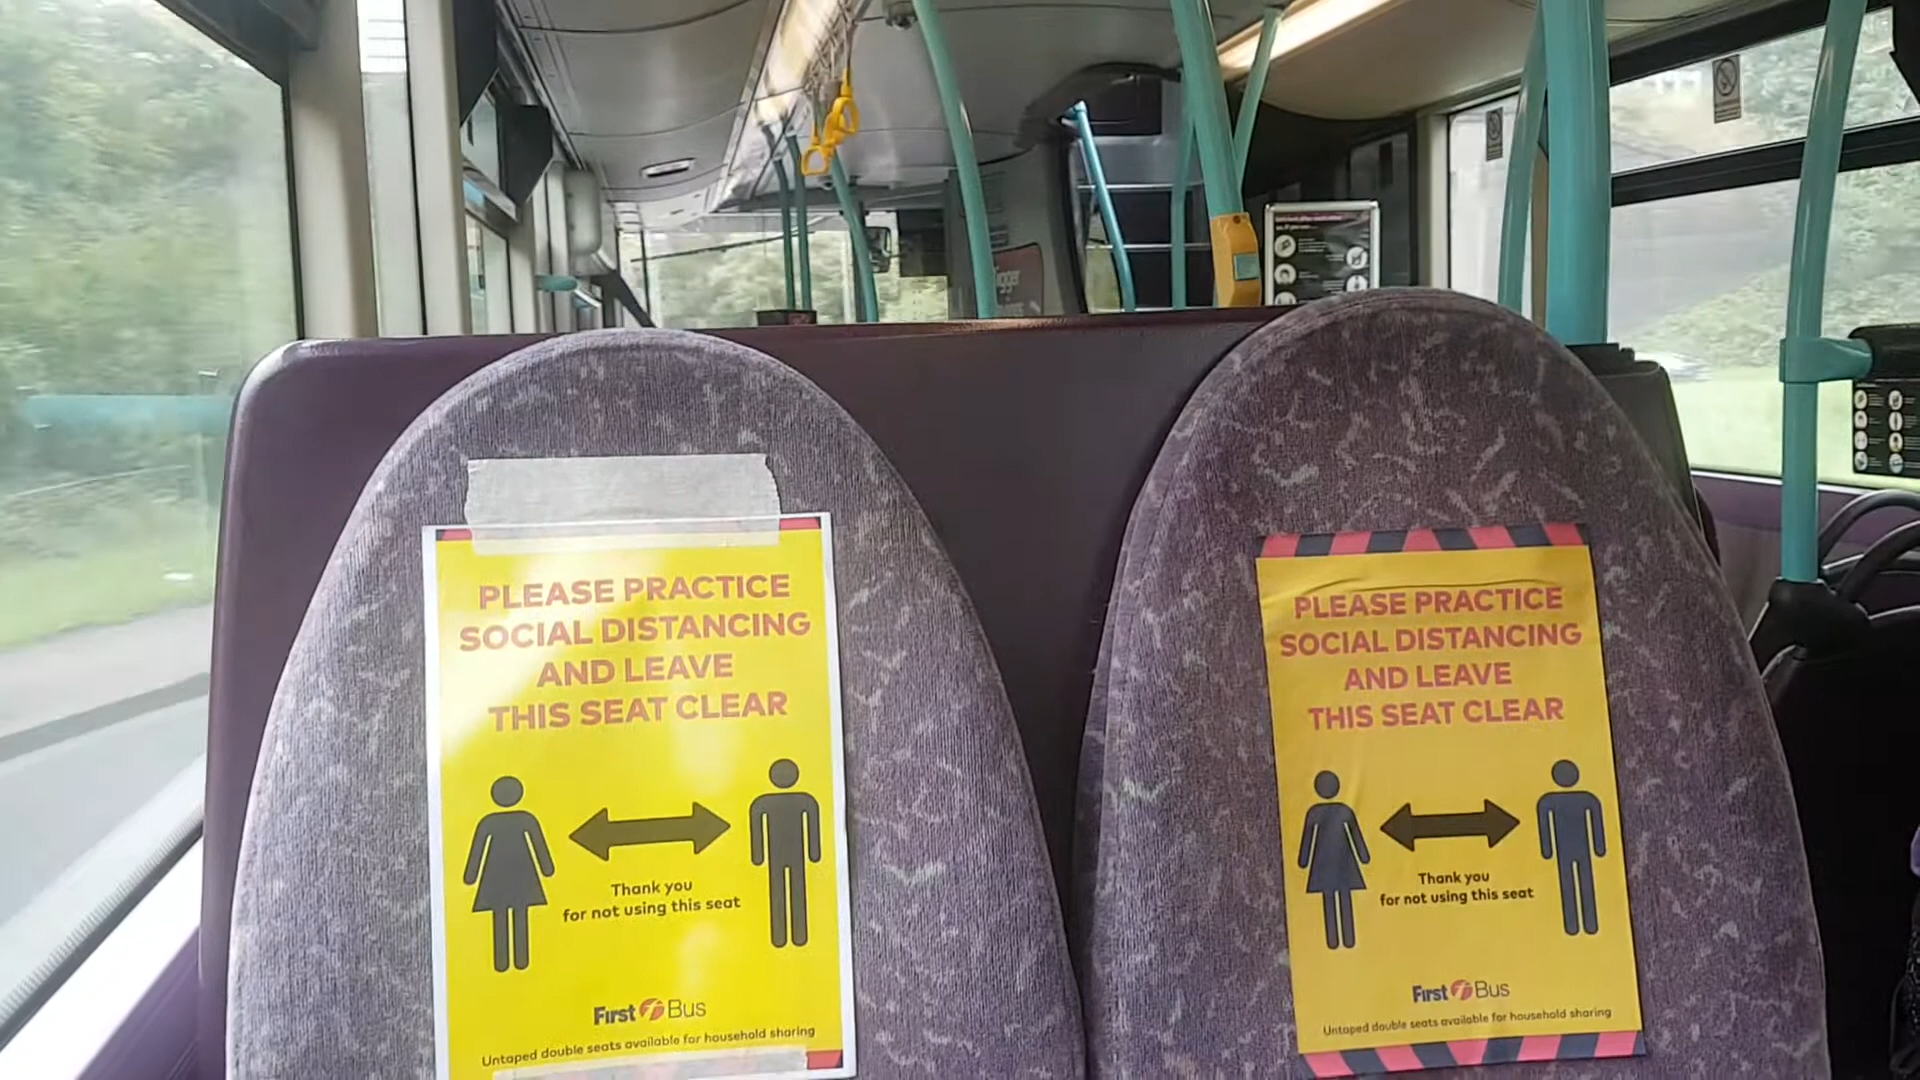 PLEASE PRACTICE
SOCIAL DISTANCING
AND LEAVE
THIS SEAT CLEAR
Thank you
for not using this seat
First Bus
Untaped double seats available for household sharing
PLEASE PRACTICE
SOCIAL DISTANCING
AND LEAVE
THIS SEAT CLEAR
Thank you
for not using this seat
First Bus
Untaped double seats available for household sharing